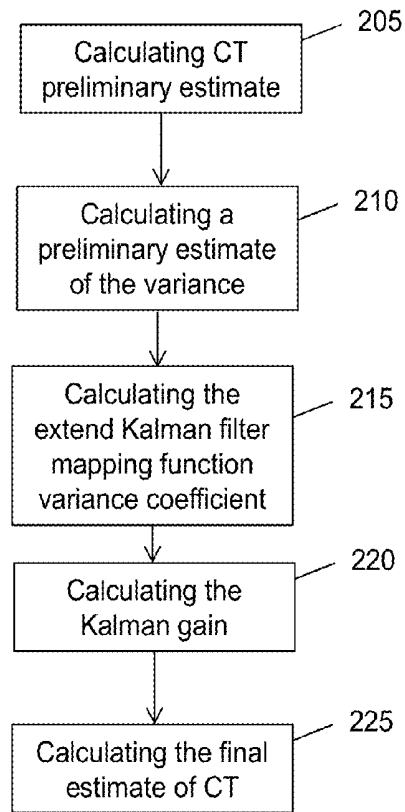 205
Calculating CT
preliminary estimate
210
Calculating a
preliminary estimate
of the variance
215
Calculating the
extend Kalman filter
mapping function
variance coefficient
220
Calculating the
Kalman gain
225
Calculating the final
estimate of CT